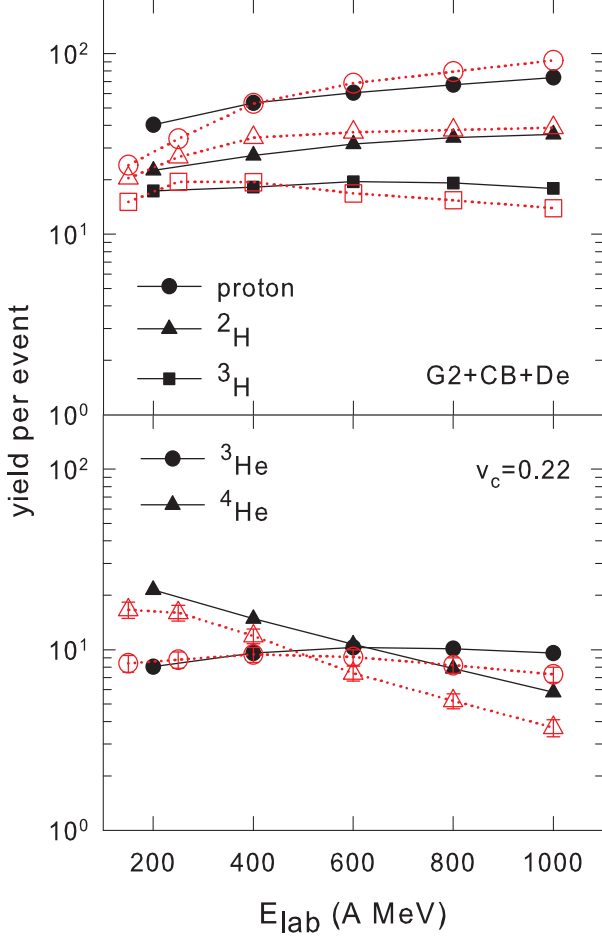 10²
10¹
10⁰
proton
²H
³H
G2+CB+De
yield per event
³He
⁴He
v_c=0.22
10²
10¹
10⁰
200 400 600 800 1000
E_lab (A MeV)